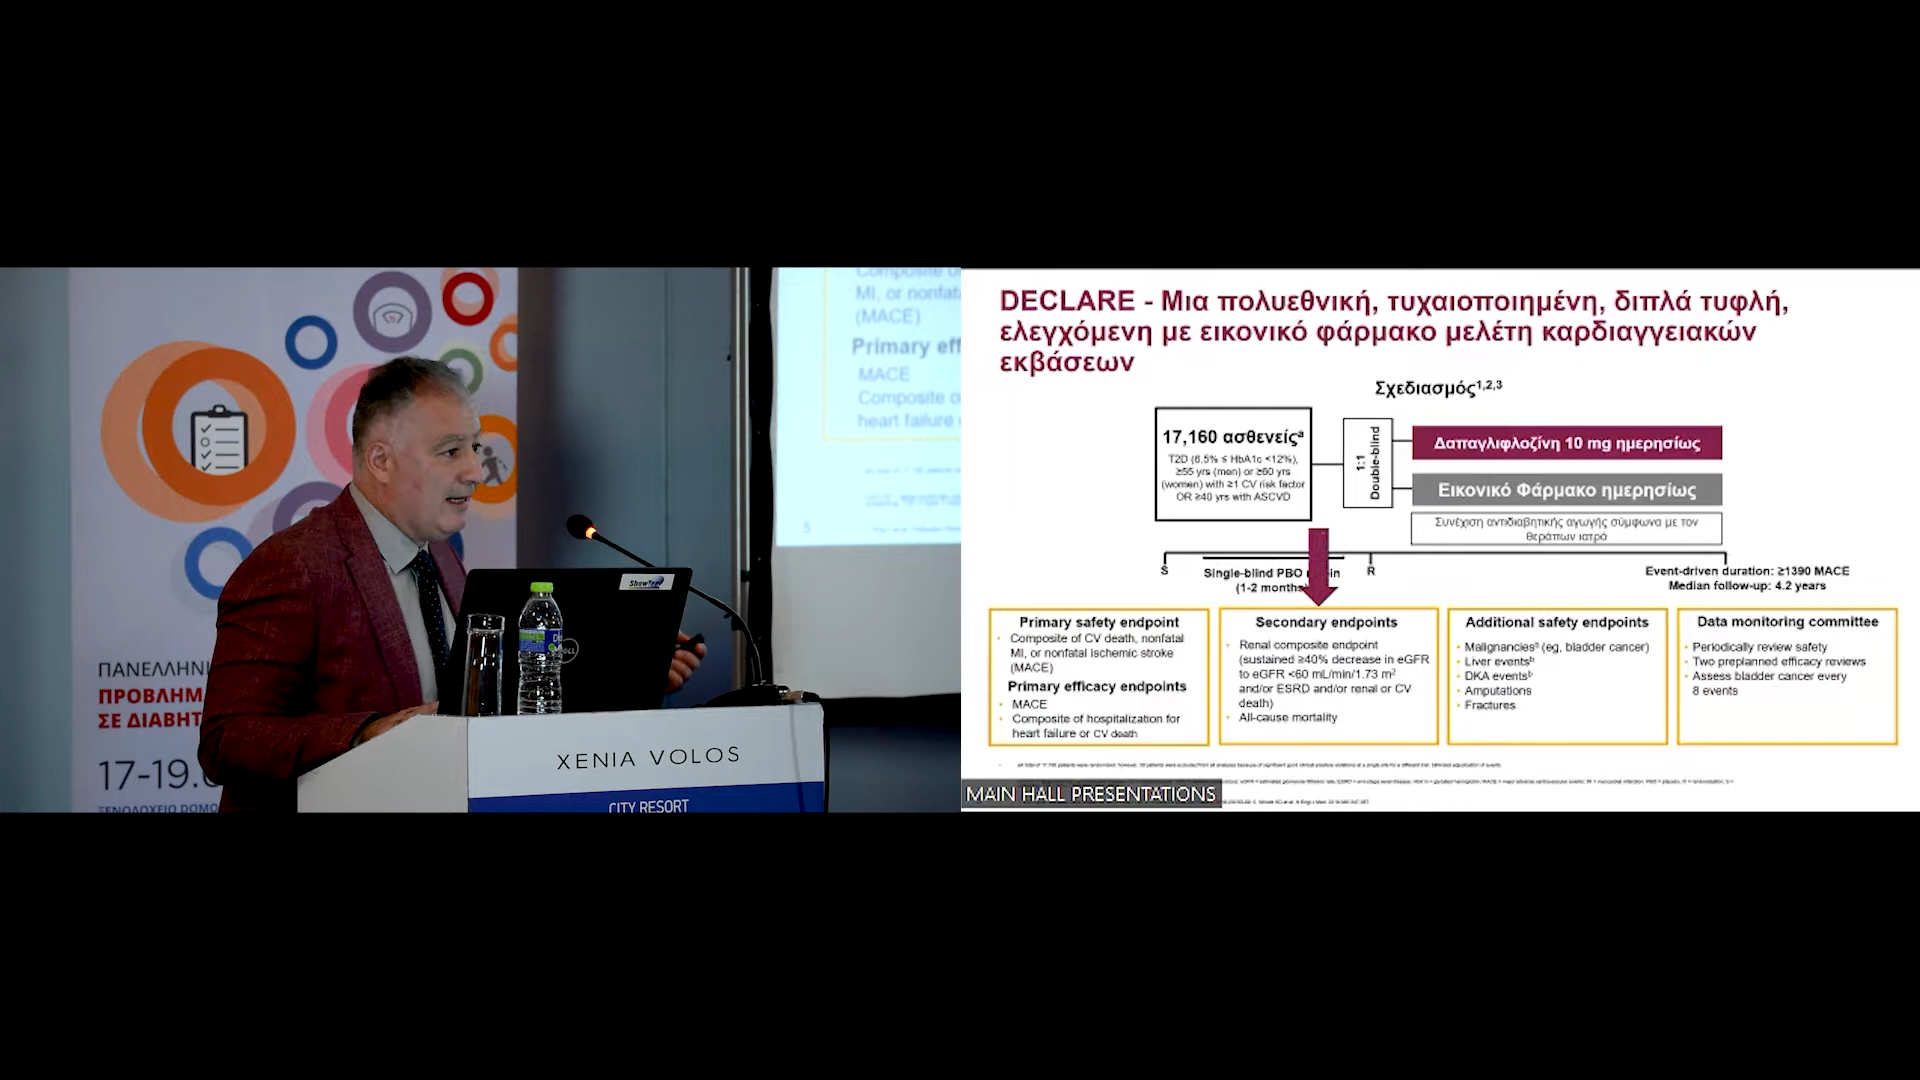 ΠΑΝΕΛΛΗΝΙ
ΠΡΟΒΛΗΜ
ΣΕ ΔΙΑΒΗΤ
17-19.
ΞΕΝΟΔΟΧΕΙΟ DOMO
ShowTec
XENIA VOLOS
CITY RESORT
Composite o
MI, or nonfat
(MACE)
Primary eff
MACE
Composite o
heart failure
5
DECLARE - Μια πολυεθνική, τυχαιοποιημένη, διπλά τυφλή,
ελεγχόμενη με εικονικό φάρμακο μελέτη καρδιαγγειακών
εκβάσεων
Σχεδιασμός1,2,3
17,160 ασθενείςa
T2D (6.5% ≤ HbA1c <12%),
≥55 yrs (men) or ≥60 yrs
(women) with ≥1 CV risk factor
OR ≥40 yrs with ASCVD
1:1
Double-blind
Δαπαγλιφλοζίνη 10 mg ημερησίως
Εικονικό Φάρμακο ημερησίως
Συνέχιση αντιδιαβητικής αγωγής σύμφωνα με τον
θεράπων ιατρό
S
Single-blind PBO in
(1-2 months
R
Event-driven duration: ≥1390 MACE
Median follow-up: 4.2 years
Primary safety endpoint
• Composite of CV death, nonfatal
MI, or nonfatal ischemic stroke
(MACE)
Primary efficacy endpoints
• MACE
• Composite of hospitalization for
heart failure or CV death
Secondary endpoints
• Renal composite endpoint
(sustained ≥40% decrease in eGFR
to eGFR <60 mL/min/1.73 m2
and/or ESRD and/or renal or CV
death)
• All-cause mortality
Additional safety endpoints
• Malignanciesa (eg, bladder cancer)
• Liver eventsb
• DKA eventsb
• Amputations
• Fractures
Data monitoring committee
• Periodically review safety
• Two preplanned efficacy reviews
• Assess bladder cancer every
8 events
MAIN HALL PRESENTATIONS